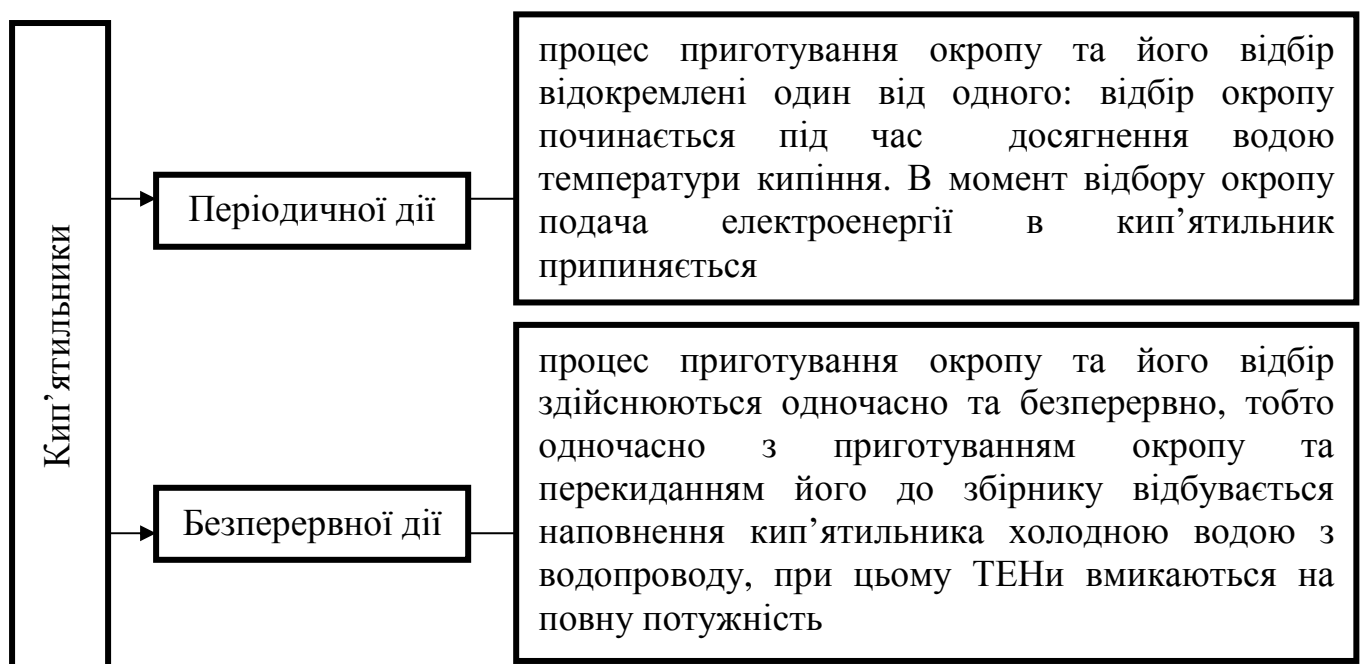 Кип’ятильники
Періодичної дії
процес приготування окропу та його відбір
відокремлені один від одного: відбір окропу
починається під час досягнення водою
температури кипіння. В момент відбору окропу
подача електроенергії в кип’ятильник
припиняється
Безперервної дії
процес приготування окропу та його відбір
здійснюються одночасно та безперервно, тобто
одночасно з приготуванням окропу та
перекиданням його до збірнику відбувається
наповнення кип’ятильника холодною водою з
водопроводу, при цьому ТЕНи вмикаються на
повну потужність